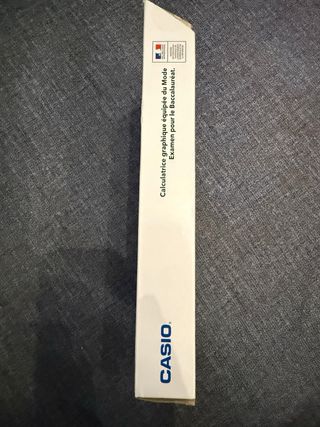 Calculatrice graphique équipée du Mode
Examen pour le Baccalauréat.
CASIO®